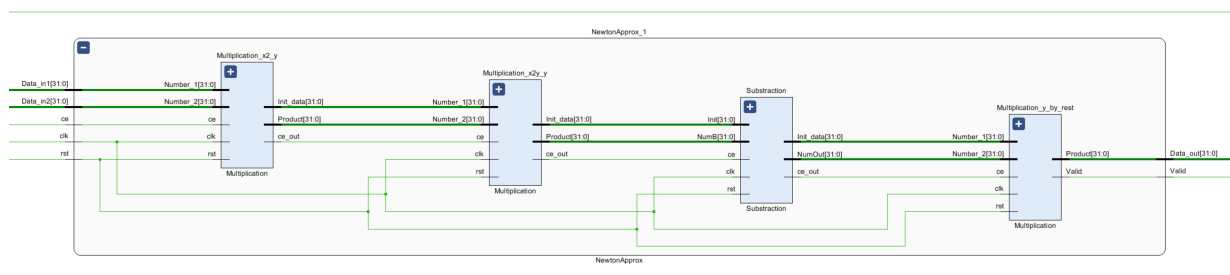 NewtonApprox_1
Multiplication_x2_y
Data_in1[31:0]
Number_1[31:0]
Data_in2[31:0]
Number_2[31:0]
Init_data[31:0]
ce
ce
Product[31:0]
clk
clk
ce_out
rst
rst
Multiplication
Multiplication_x2y_y
Number_1[31:0]
Number_2[31:0]
Init_data[31:0]
ce
Product[31:0]
clk
ce_out
rst
Multiplication
Substraction
Init[31:0]
NumB[31:0]
Init_data[31:0]
ce
NumOut[31:0]
clk
ce_out
rst
Substraction
Multiplication_y_by_rest
Number_1[31:0]
Number_2[31:0]
Product[31:0]
Data_out[31:0]
ce
Valid
Valid
clk
rst
Multiplication
NewtonApprox